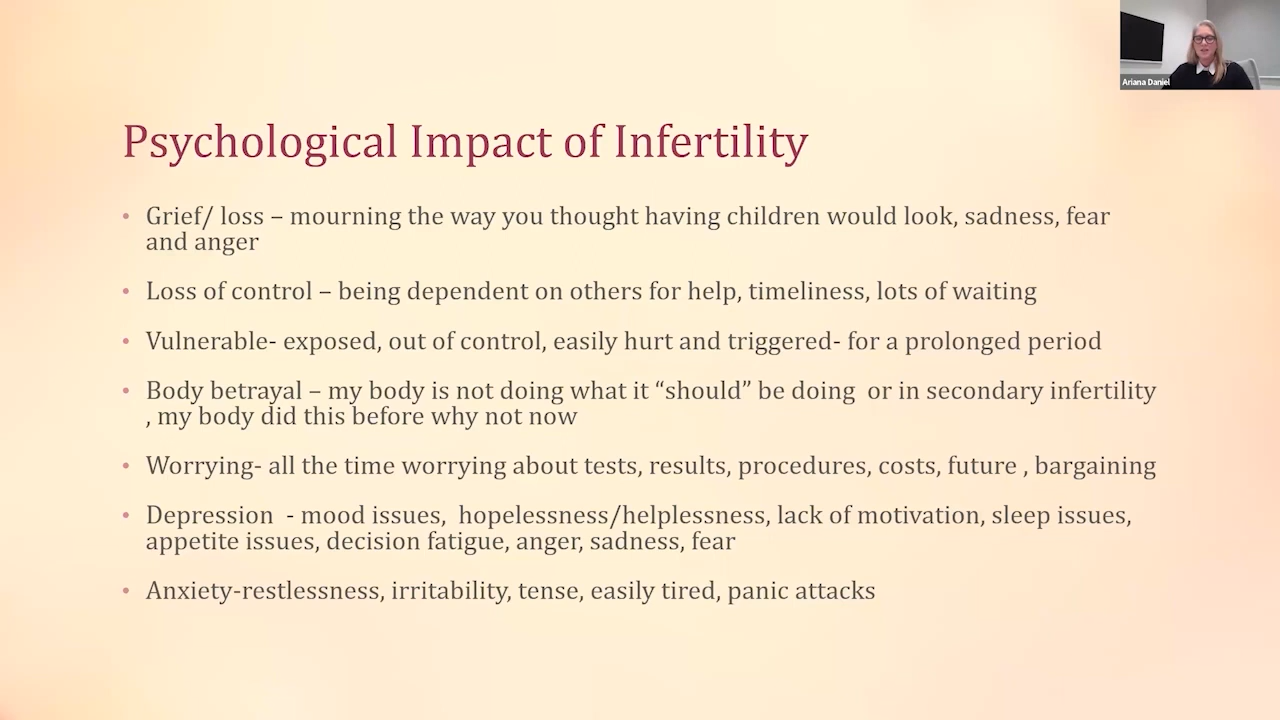 Ariana Daniel
Psychological Impact of Infertility
• Grief/ loss – mourning the way you thought having children would look, sadness, fear
and anger
• Loss of control – being dependent on others for help, timeliness, lots of waiting
• Vulnerable- exposed, out of control, easily hurt and triggered- for a prolonged period
• Body betrayal – my body is not doing what it “should” be doing  or in secondary infertility
, my body did this before why not now
• Worrying- all the time worrying about tests, results, procedures, costs, future , bargaining
• Depression  - mood issues,  hopelessness/helplessness, lack of motivation, sleep issues,
appetite issues, decision fatigue, anger, sadness, fear
• Anxiety-restlessness, irritability, tense, easily tired, panic attacks